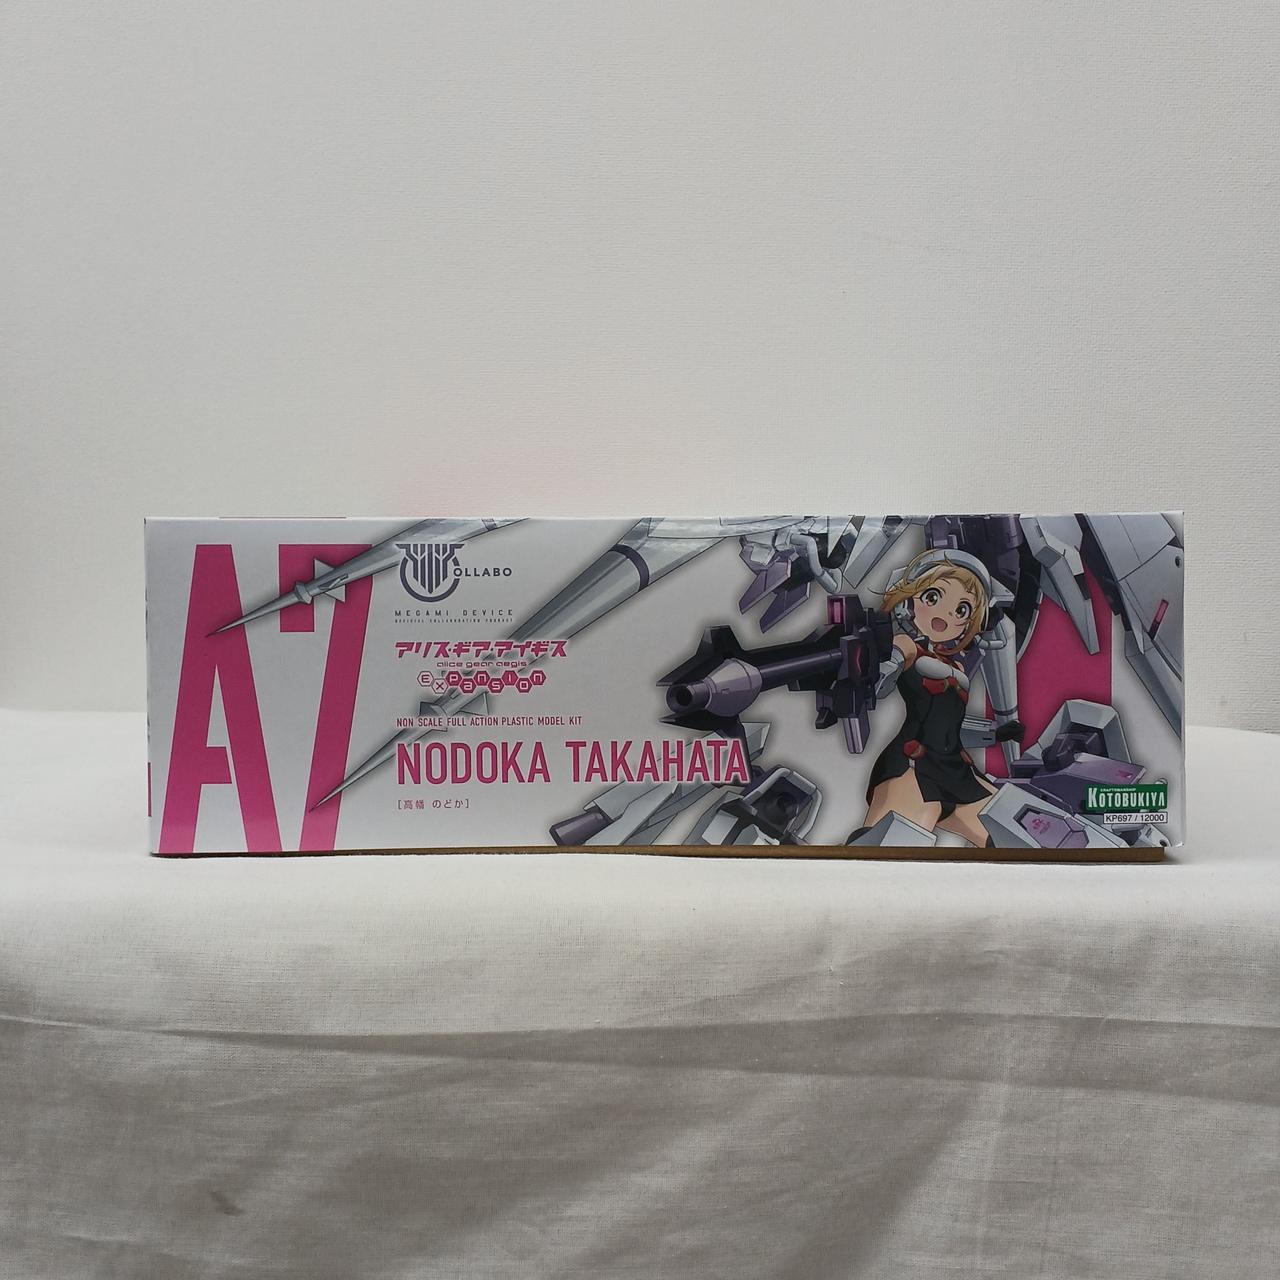 A7
COLLABO
MEGAMI DEVICE
OFFICIAL COLLABORATION PRODUCT
アリス・ギア・アイギス
alice gear aegis
Expansion
NON SCALE FULL ACTION PLASTIC MODEL KIT
NODOKA TAKAHATA
[高幡 のどか]
CRAFTSMANSHIP
KOTOBUKIYA
KP697 / 12000